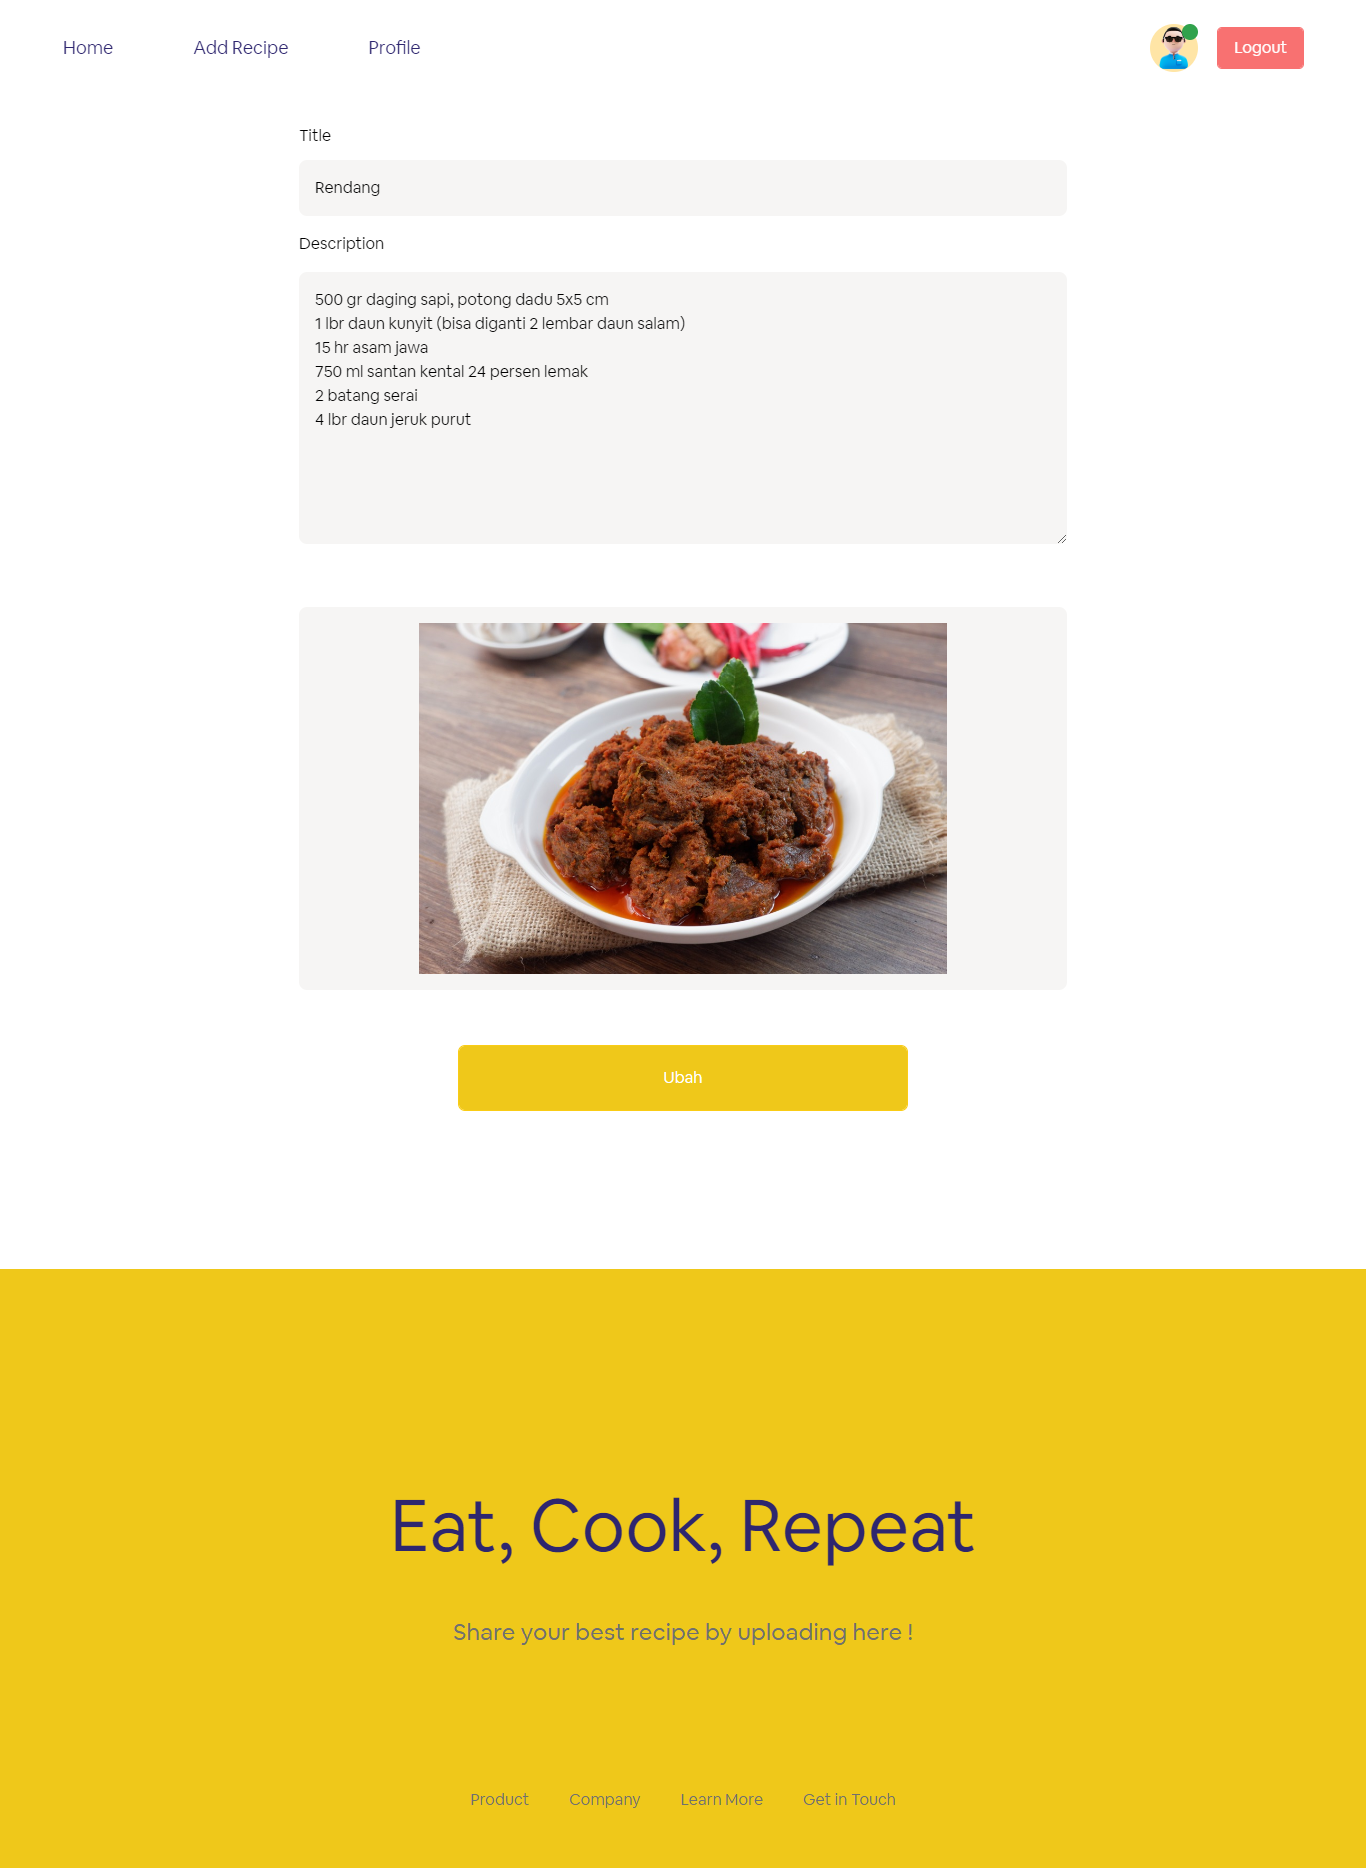 Home Add Recipe Profile Logout
Title
Rendang
Description
500 gr daging sapi, potong dadu 5x5 cm
1 lbr daun kunyit (bisa diganti 2 lembar daun salam)
15 hr asam jawa
750 ml santan kental 24 persen lemak
2 batang serai
4 lbr daun jeruk purut
Ubah
Eat, Cook, Repeat
Share your best recipe by uploading here !
Product Company Learn More Get in Touch